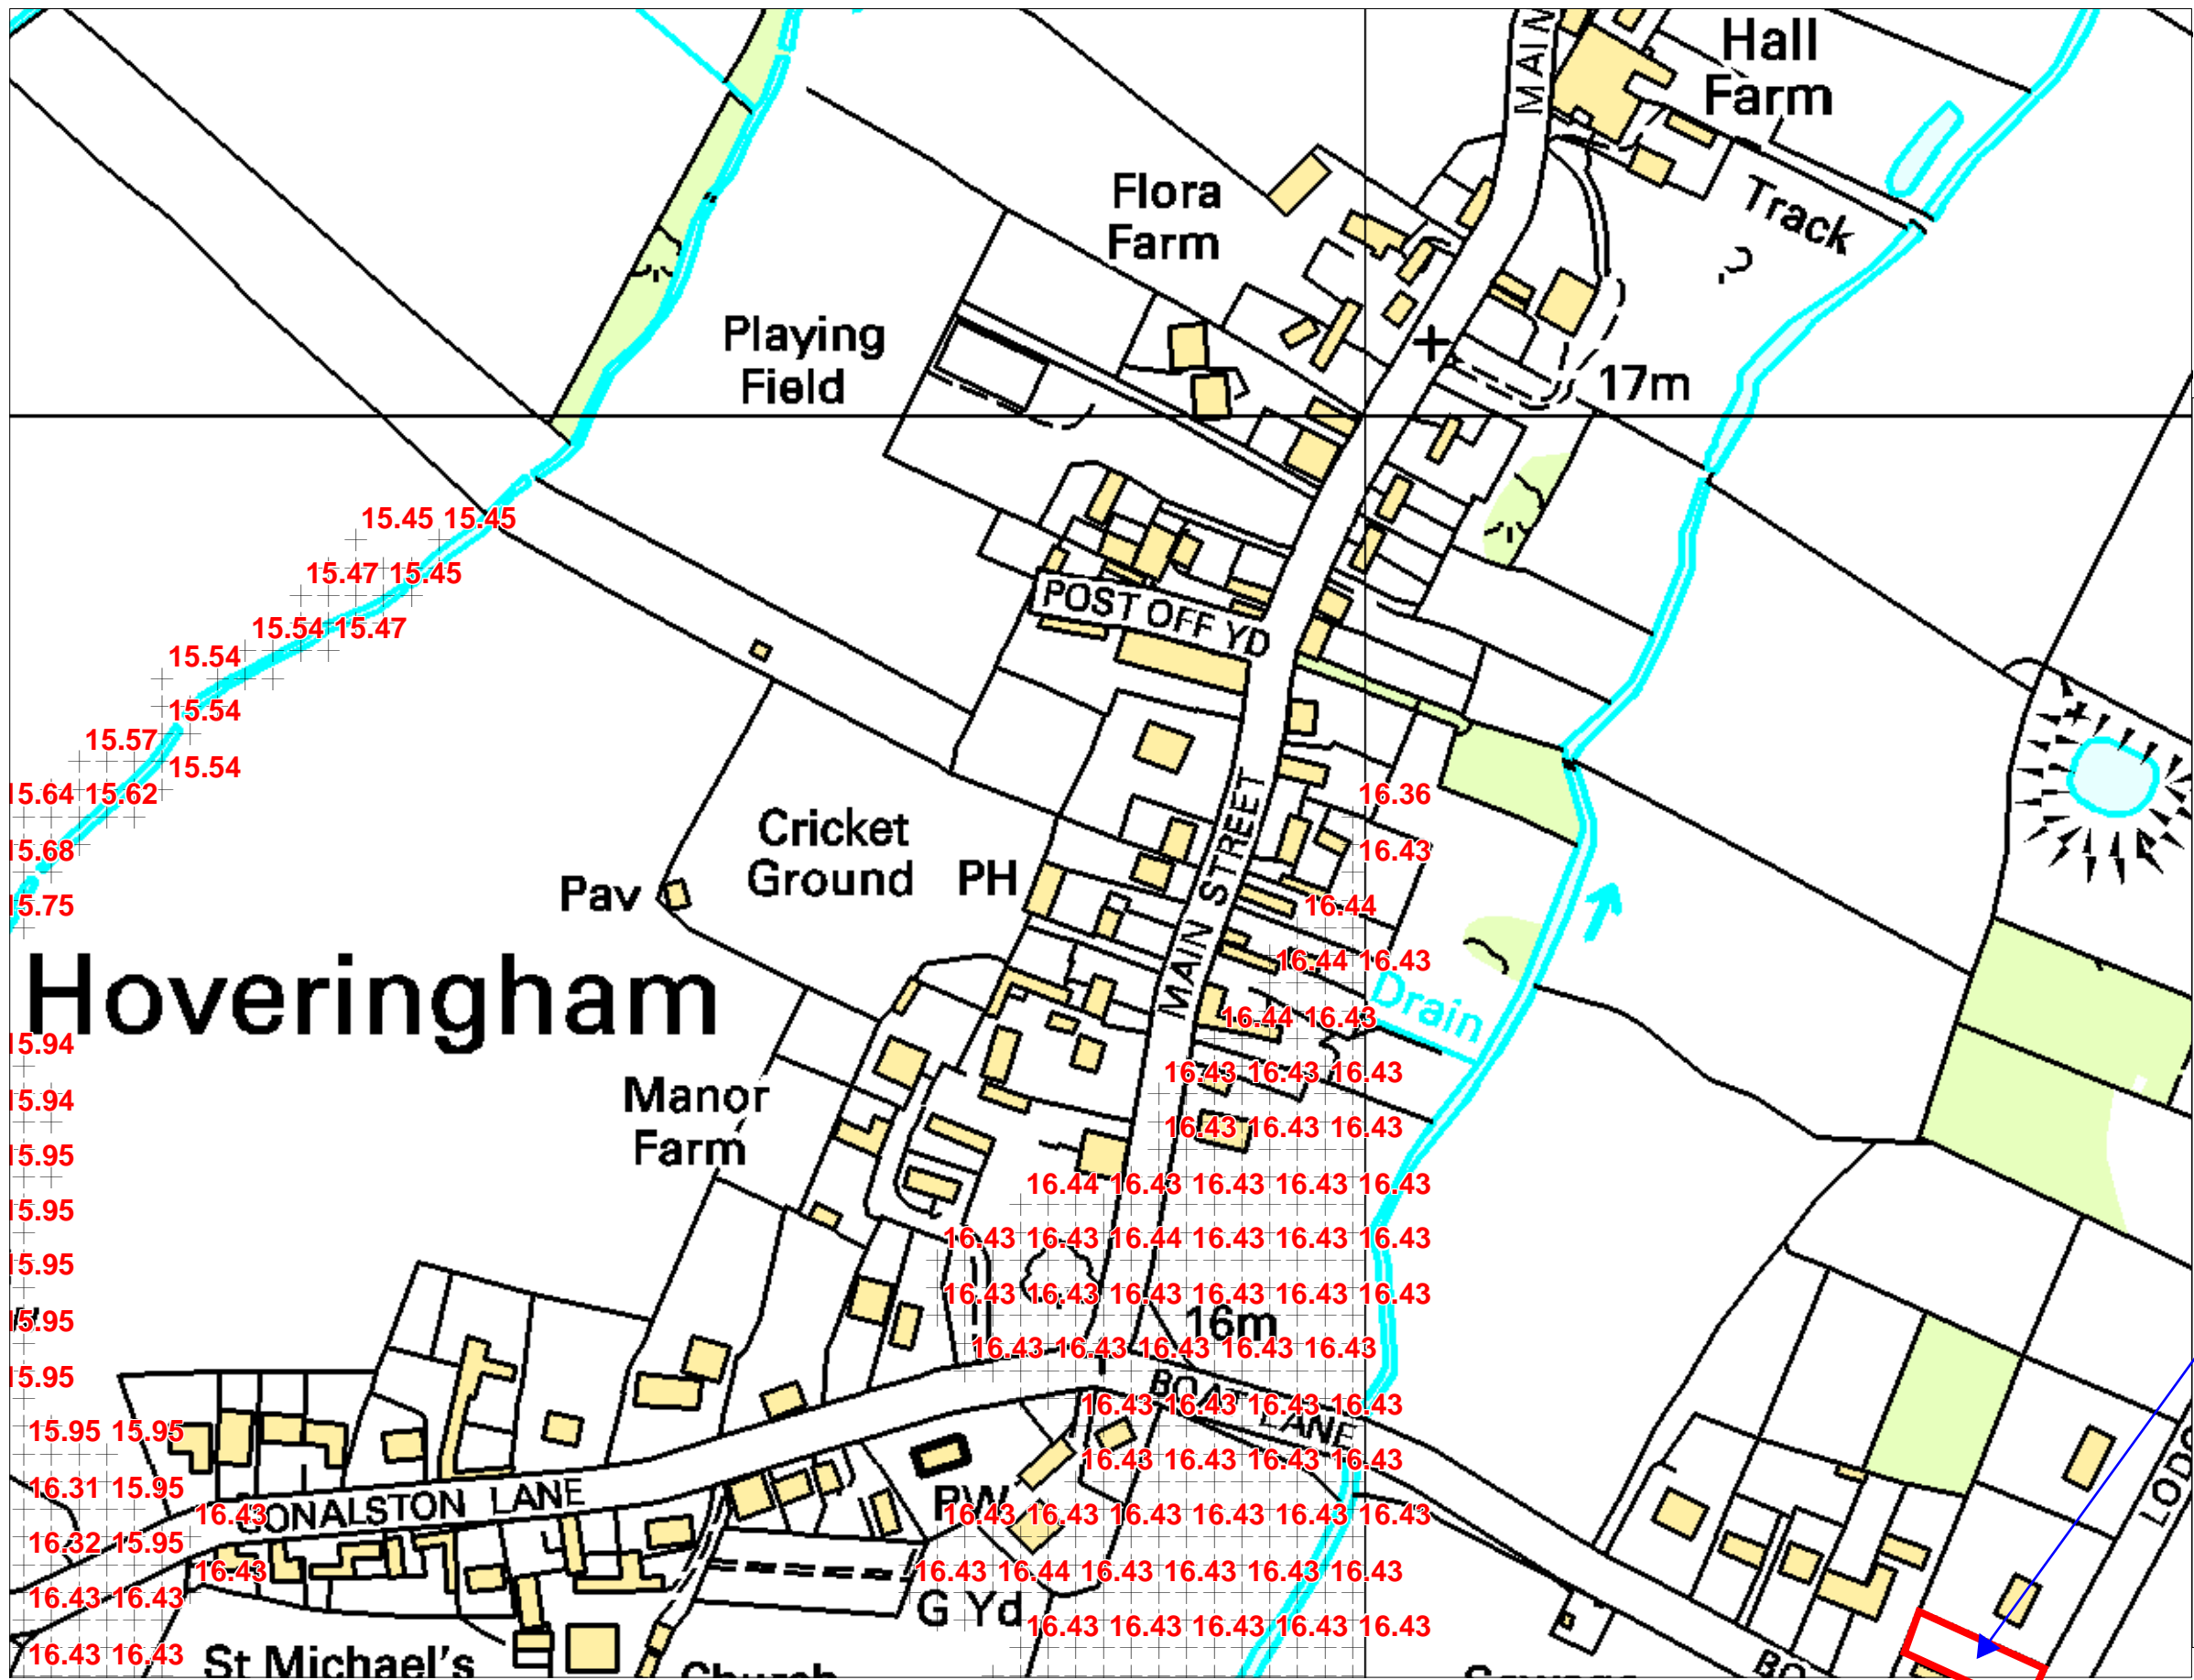 MAIN
Hall
Farm
Flora
Farm
Track
Playing
Field
17m
15.45 15.45
15.47 15.45
15.54 15.47
POST OFF YD
15.54
15.54
15.57
15.54
15.64 15.62
16.36
Cricket
Ground
PH
MAIN STREET
15.68
16.43
Pav
15.75
16.44
Hoveringham
16.44 16.43
Drain
16.44 16.43
15.94
16.43 16.43 16.43
Manor
Farm
15.94
16.43 16.43 16.43
15.95
16.44 16.43 16.43 16.43 16.43
15.95
16.43 16.43 16.44 16.43 16.43 16.43
15.95
16.43 16.43 16.43 16.43 16.43 16.43
15.95
16m
16.43 16.43 16.43 16.43 16.43
15.95
BOAT LANE
16.43 16.43 16.43 16.43
15.95 15.95
16.43 16.43 16.43 16.43
16.31 15.95
GONALSTON LANE
16.43
PW
16.43 16.43 16.43 16.43 16.43 16.43
16.32 15.95
16.43
16.43 16.44 16.43 16.43 16.43 16.43
16.43 16.43
G Yd
16.43 16.43 16.43 16.43 16.43
16.43 16.43
St Michael's
Church
LODG
BO